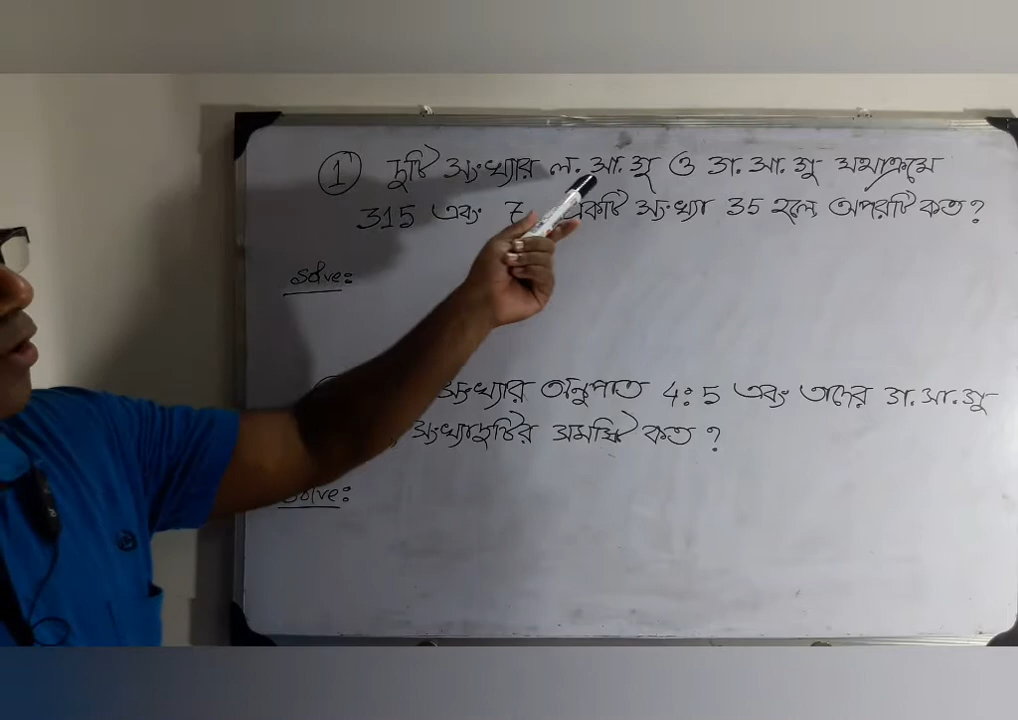 ① দুটি সংখ্যার ল. সা. গু ও গ. সা. গু যথাক্রমে
315 এবং 7 একটি সংখ্যা 35 হলে অপরটি কত?
Solve:
সংখ্যার অনুপাত 4:5 এবং তাদের গ. সা. গু
সংখ্যাদুটির সমষ্টি কত ?
Solve: